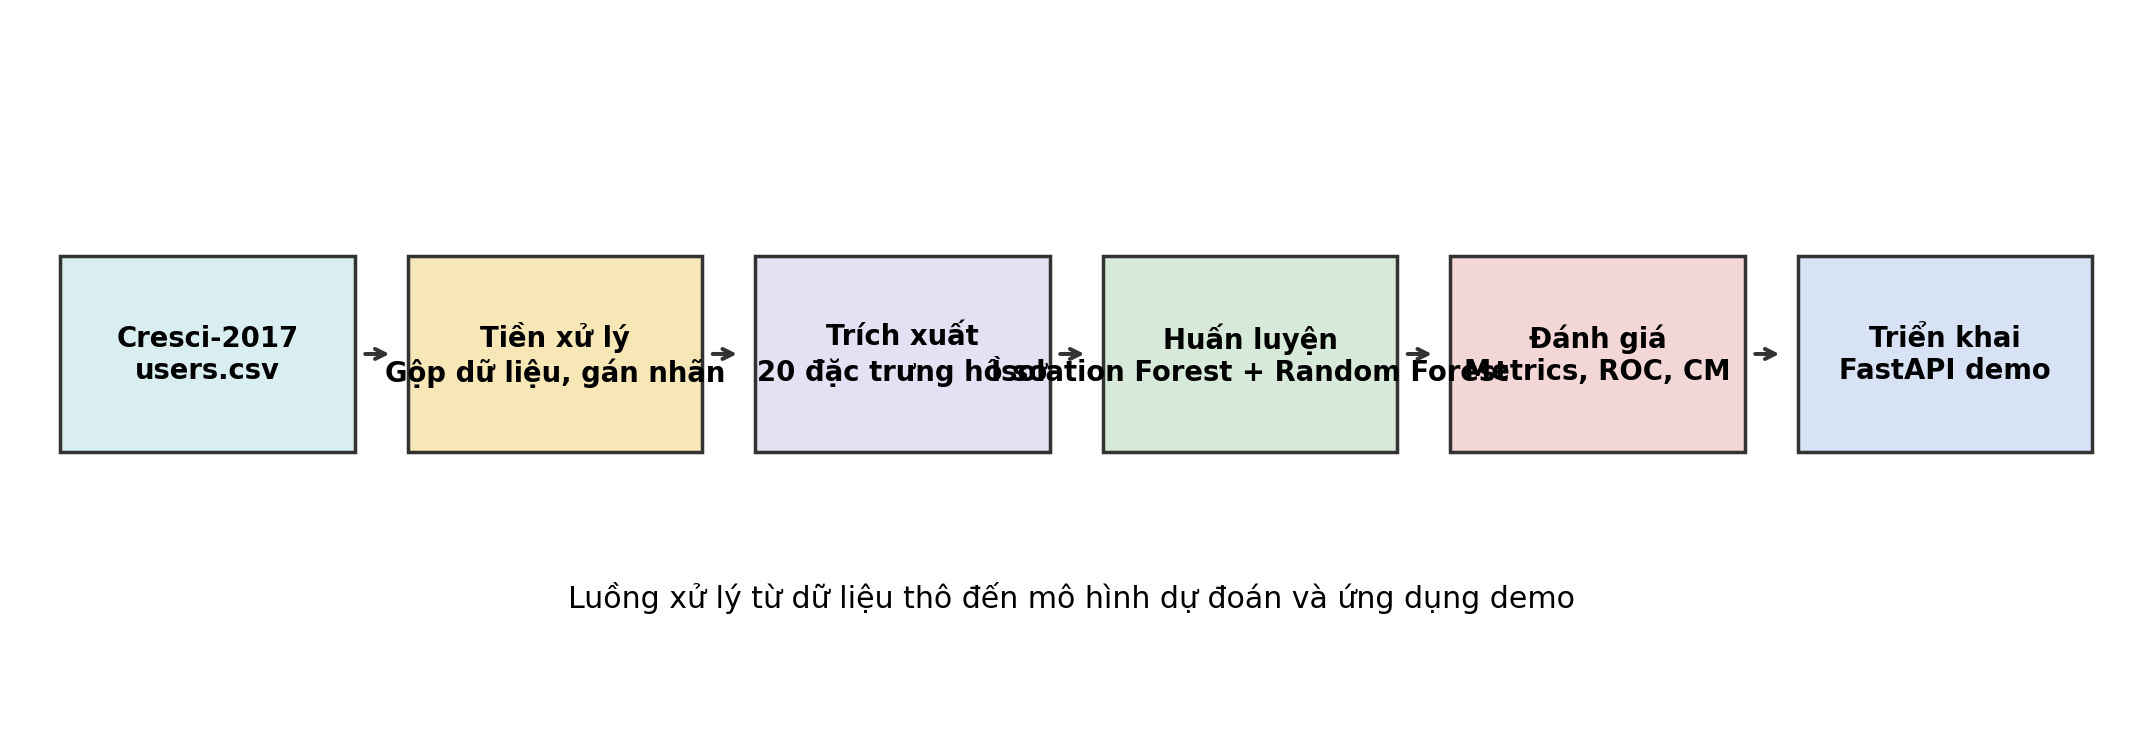 Cresci-2017
users.csv
Tiền xử lý
Gộp dữ liệu, gán nhãn
Trích xuất
20 đặc trưng hồ sơ
Huấn luyện
Isolation Forest + Random Forest
Đánh giá
Metrics, ROC, CM
Triển khai
FastAPI demo
Luồng xử lý từ dữ liệu thô đến mô hình dự đoán và ứng dụng demo